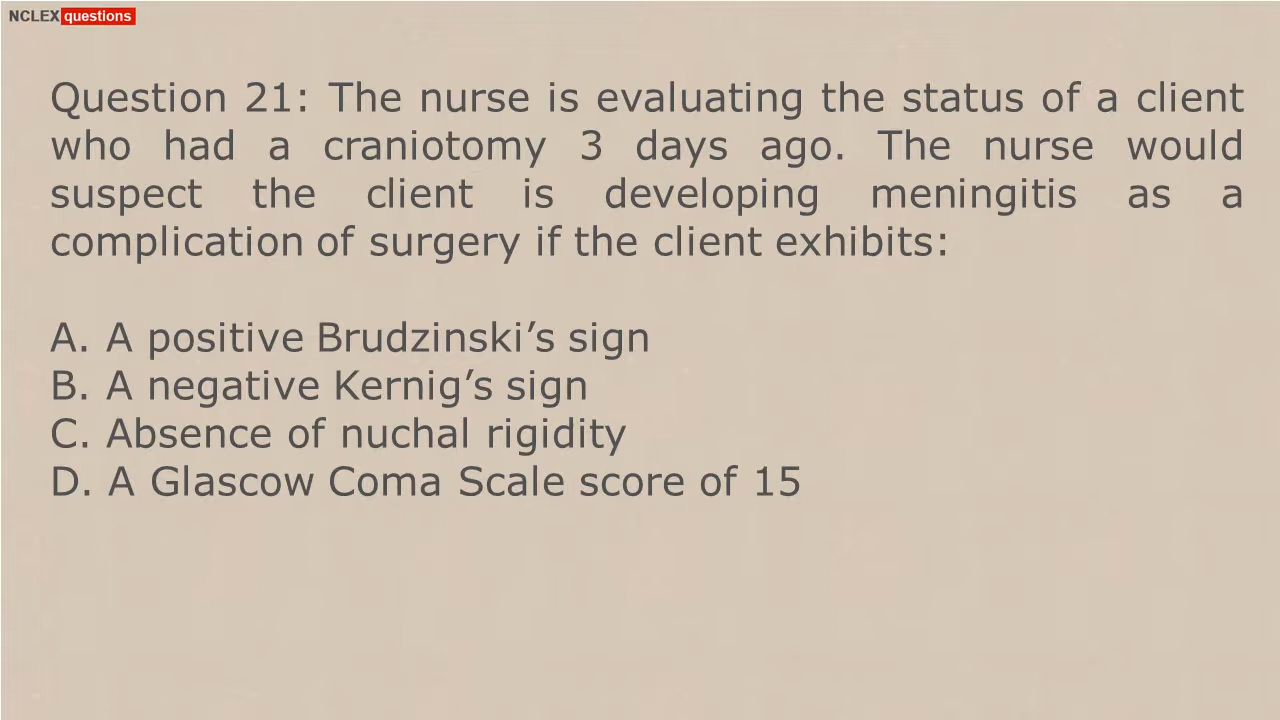 NCLEX questions
Question 21: The nurse is evaluating the status of a client
who had a craniotomy 3 days ago. The nurse would
suspect the client is developing meningitis as a
complication of surgery if the client exhibits:
A. A positive Brudzinski’s sign
B. A negative Kernig’s sign
C. Absence of nuchal rigidity
D. A Glascow Coma Scale score of 15